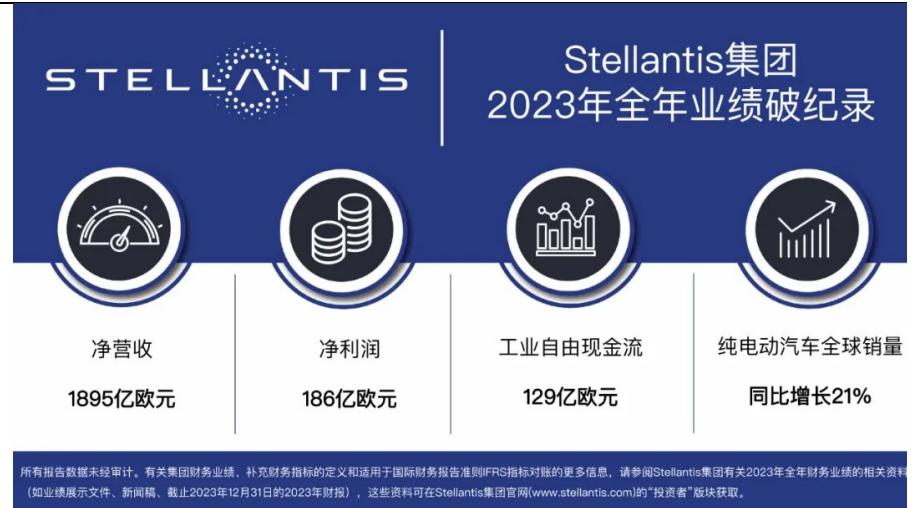 STELLANTIS
Stellantis集团
2023年全年业绩破纪录
净营收
1895亿欧元
净利润
186亿欧元
工业自由现金流
129亿欧元
纯电动汽车全球销量
同比增长21%
所有报告数据未经审计。有关集团财务业绩、补充财务指标的定义和适用于国际财务报告准则IFRS指标对账的更多信息，请参阅Stellantis集团有关2023年全年财务业绩的相关资料
（如业绩展示文件、新闻稿、截止2023年12月31日的2023年财报），这些资料可在Stellantis集团官网(www.stellantis.com)的“投资者”版块获取。